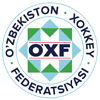 O'ZBEKISTON • XOKKEY
OXF
FEDERATSIYASI